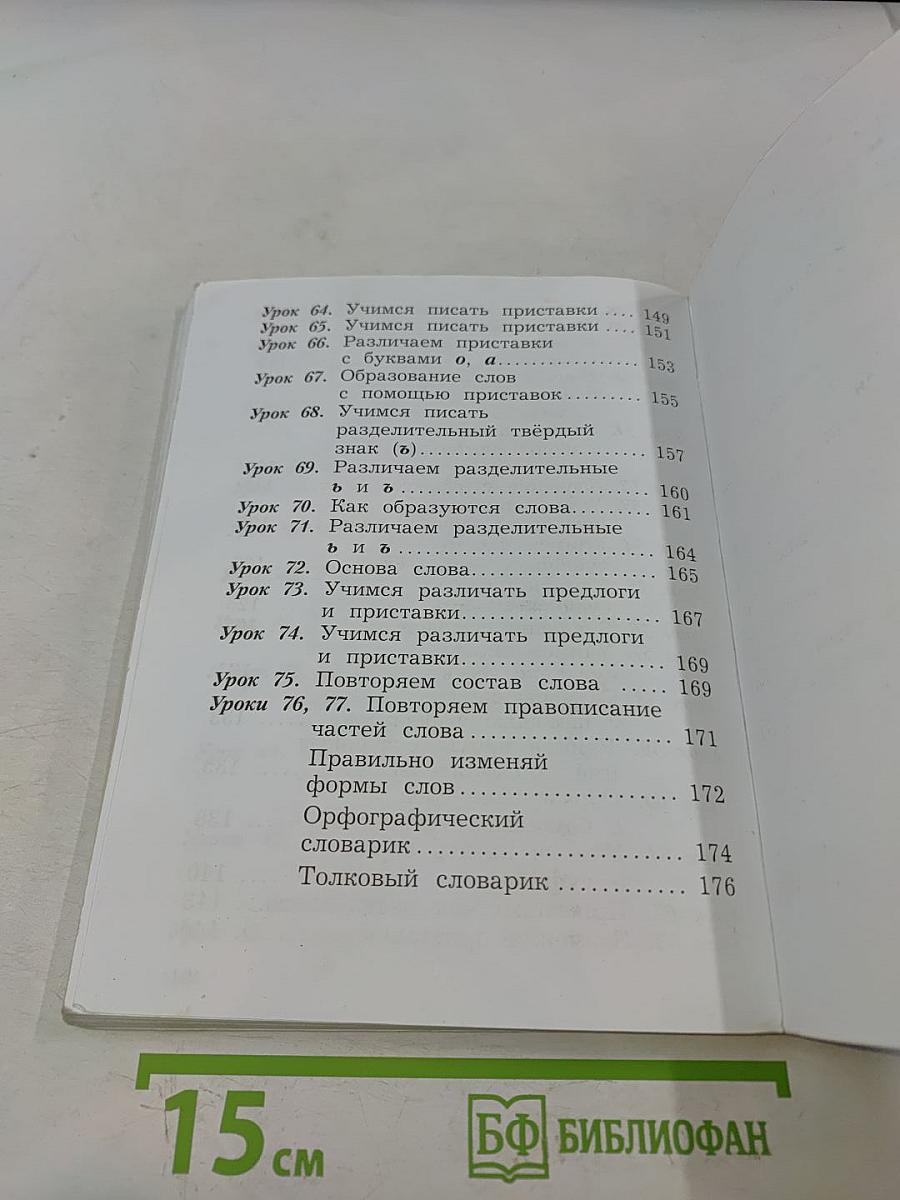 Урок 64. Учимся писать приставки .... 149
Урок 65. Учимся писать приставки .... 151
Урок 66. Различаем приставки
с буквами о, а................. 153
Урок 67. Образование слов
с помощью приставок ......... 155
Урок 68. Учимся писать
разделительный твёрдый
знак (ъ)......................... 157
Урок 69. Различаем разделительные
ь и ъ ............................ 160
Урок 70. Как образуются слова......... 161
Урок 71. Различаем разделительные
ь и ъ ............................ 164
Урок 72. Основа слова.................... 165
Урок 73. Учимся различать предлоги
и приставки..................... 167
Урок 74. Учимся различать предлоги
и приставки..................... 169
Урок 75. Повторяем состав слова ..... 169
Уроки 76, 77. Повторяем правописание
частей слова .................... 171
Правильно изменяй
формы слов ...................... 172
Орфографический
словарик .......................... 174
Толковый словарик ............ 176
15 см
БФ БИБЛИОФАН